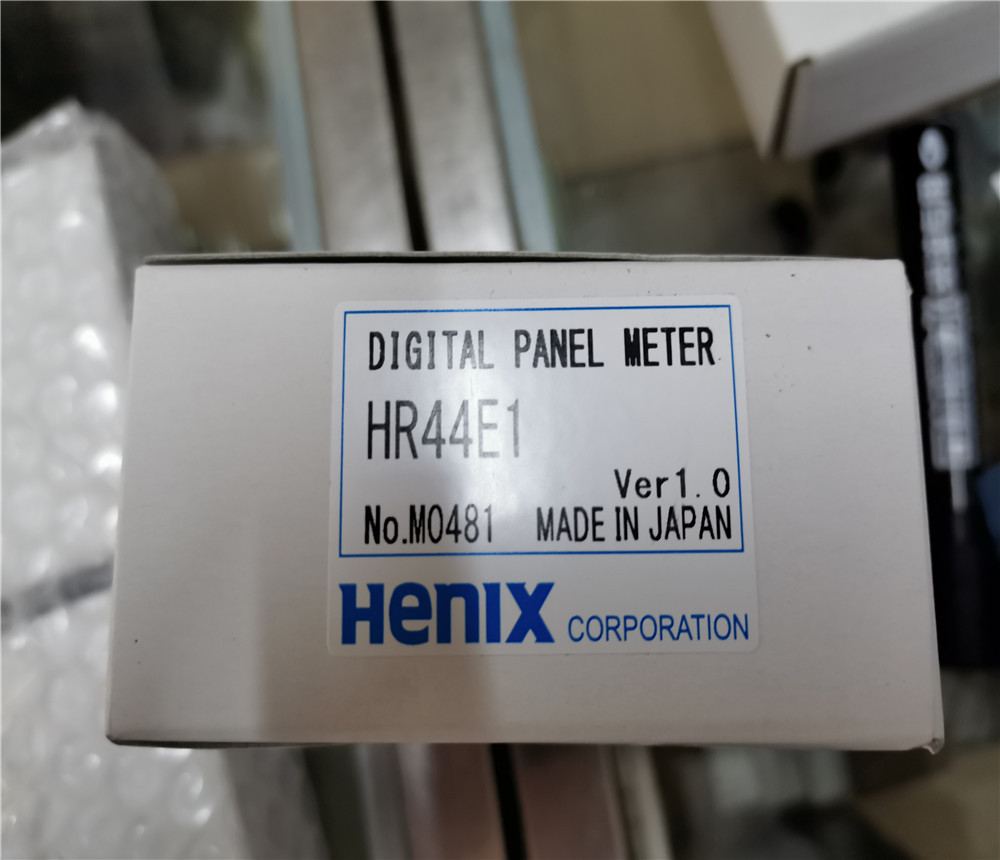 DIGITAL PANEL METER
HR44E1
Ver1.0
No.M0481 MADE IN JAPAN
HENIX CORPORATION